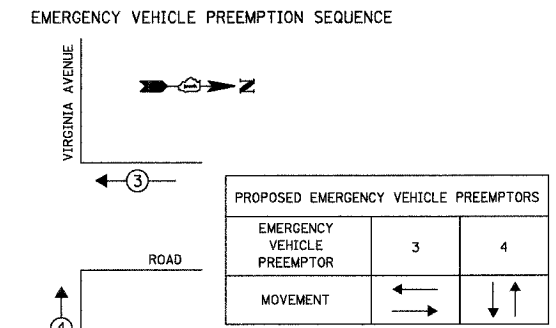 EMERGENCY VEHICLE PREEMPTION SEQUENCE
VIRGINIA AVENUE
N
3
PROPOSED EMERGENCY VEHICLE PREEMPTORS
EMERGENCY
VEHICLE
PREEMPTOR
3
4
MOVEMENT
ROAD
4